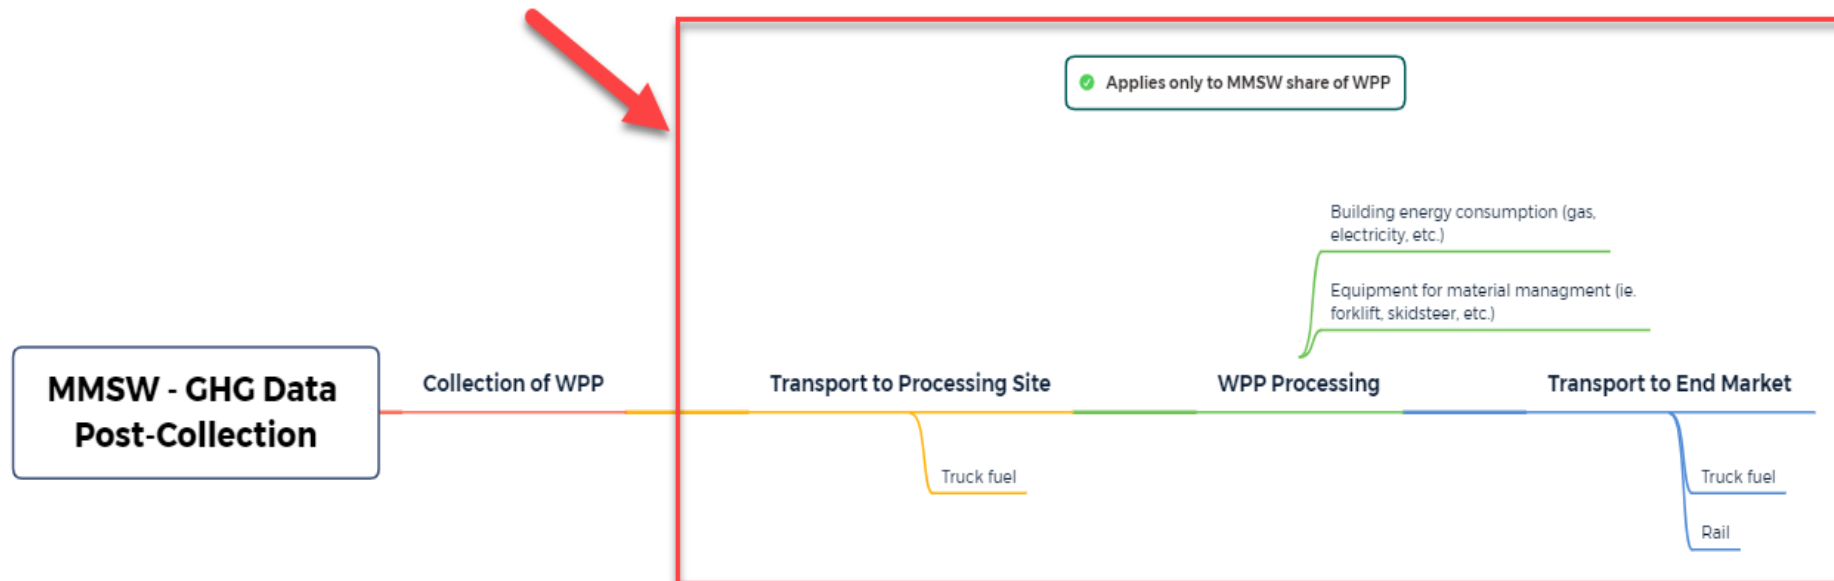 Applies only to MMSW share of WPP
Building energy consumption (gas,
electricity, etc.)
Equipment for material managment (ie.
forklift, skidsteer, etc.)
MMSW - GHG Data
Post-Collection
Collection of WPP
Transport to Processing Site
WPP Processing
Transport to End Market
Truck fuel
Truck fuel
Rail